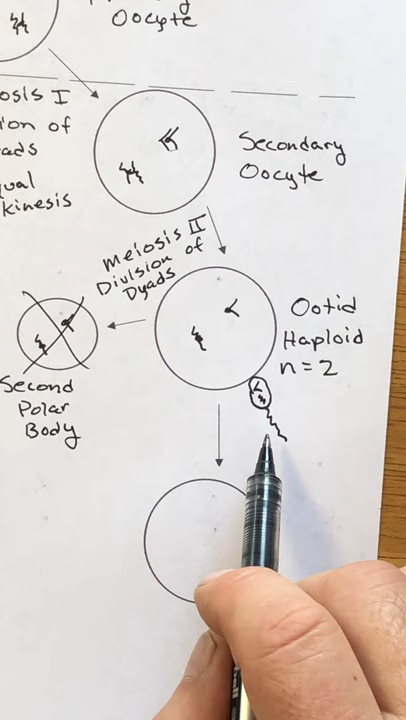 Oocyte
osis I
ion of
ads
ual
kinesis
Secondary
Oocyte
Meiosis II
Division of
Dyads
Ootid
Haploid
n=2
Second
Polar
Body